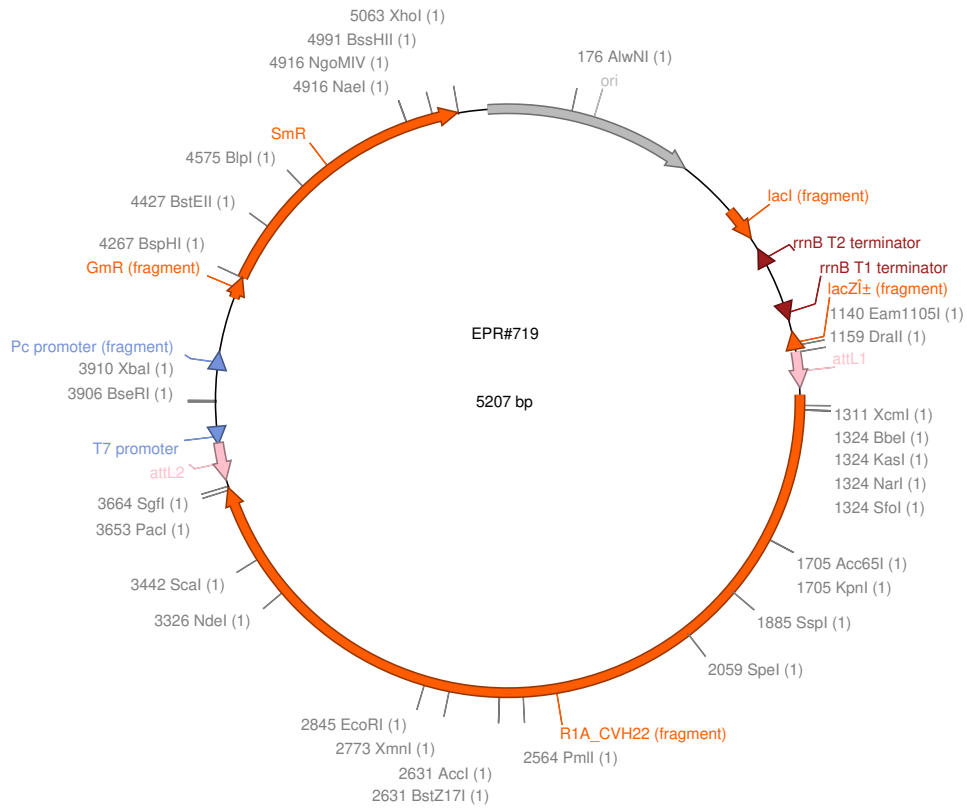 5063 XhoI (1)
4991 BssHII (1)
4916 NgoMIV (1)
4916 NaeI (1)
176 AlwNI (1)
ori
SmR
4575 BlpI (1)
4427 BstEII (1)
4267 BspHI (1)
GmR (fragment)
lacI (fragment)
rrnB T2 terminator
rrnB T1 terminator
lacZÎ± (fragment)
1140 Eam1105I (1)
1159 DraII (1)
attL1
EPR#719
5207 bp
Pc promoter (fragment)
3910 XbaI (1)
3906 BseRI (1)
T7 promoter
attL2
3664 SgfI (1)
3653 PacI (1)
3442 ScaI (1)
3326 NdeI (1)
1311 XcmI (1)
1324 BbeI (1)
1324 KasI (1)
1324 NarI (1)
1324 SfoI (1)
1705 Acc65I (1)
1705 KpnI (1)
1885 SspI (1)
2059 SpeI (1)
R1A_CVH22 (fragment)
2564 PmlI (1)
2845 EcoRI (1)
2773 XmnI (1)
2631 AccI (1)
2631 BstZ17I (1)